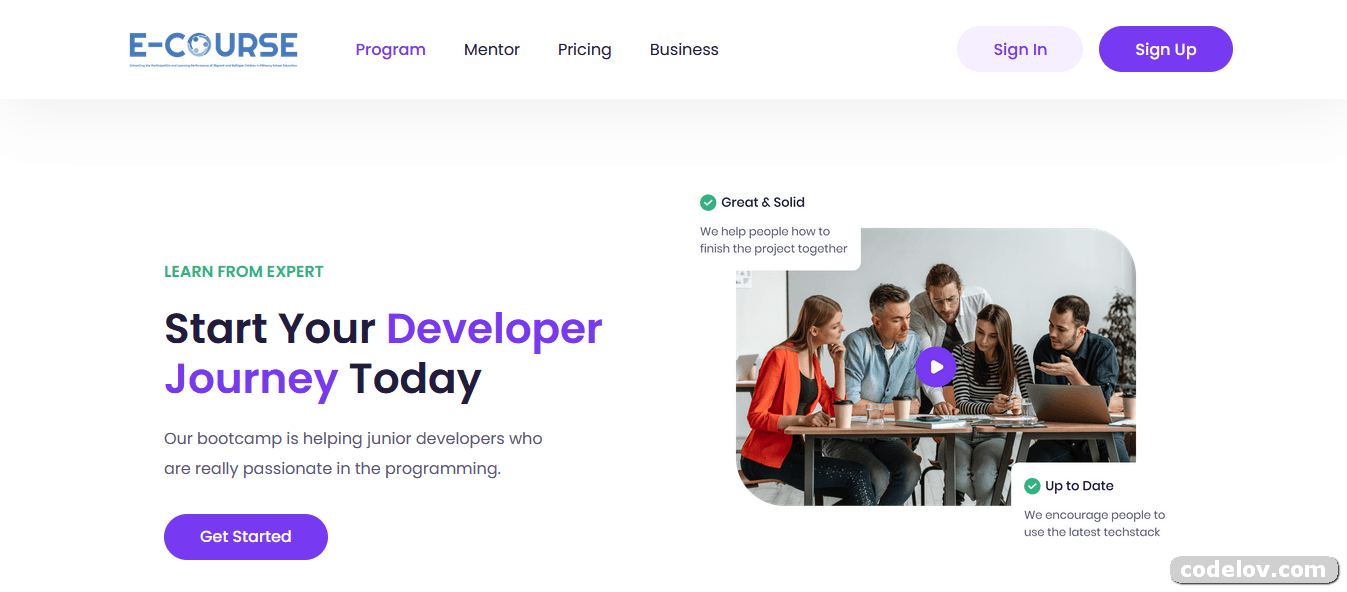 E-COURSE
Program
Mentor
Pricing
Business
Sign In
Sign Up
Great & Solid
We help people how to
finish the project together
LEARN FROM EXPERT
Start Your Developer
Journey Today
Our bootcamp is helping junior developers who
are really passionate in the programming.
Get Started
Up to Date
We encourage people to
use the latest techstack
codelov.com